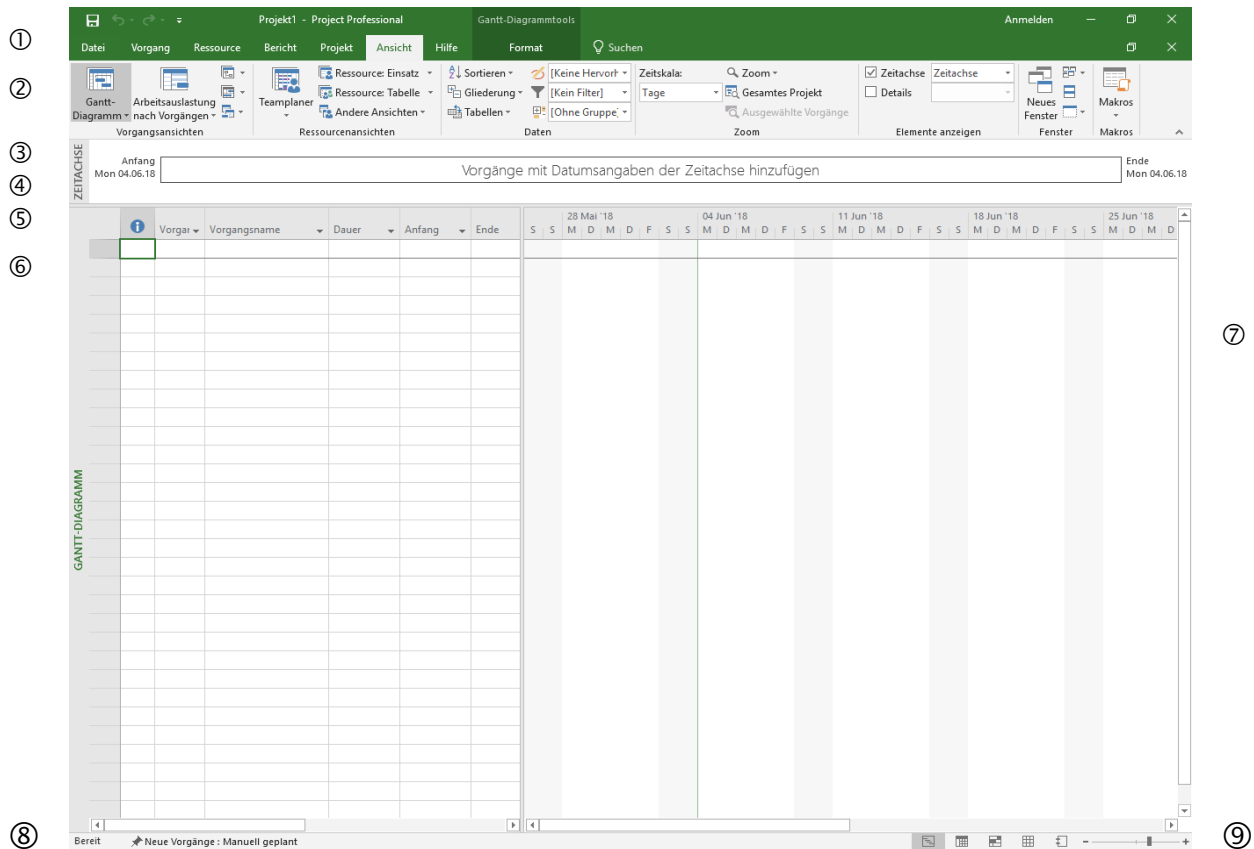 Projekt1 - Project Professional
Gantt-Diagrammtools
Anmelden
①
Datei Vorgang Ressource Bericht Projekt Ansicht Hilfe Format Suchen
②
Gantt-
Diagramm
Arbeitsauslastung
nach Vorgängen
Vorgangsansichten
Teamplaner
Ressource: Einsatz
Ressource: Tabelle
Andere Ansichten
Ressourcenansichten
Sortieren
Gliederung
Tabellen
[Keine Hervorh
[Kein Filter]
[Ohne Gruppe]
Daten
Zeitskala:
Tage
Zoom
Gesamtes Projekt
Ausgewählte Vorgänge
Zoom
Zeitachse Zeitachse
Details
Elemente anzeigen
Neues
Fenster
Fenster
Makros
Makros
③
④
ZEITACHSE
Anfang
Mon 04.06.18
Vorgänge mit Datumsangaben der Zeitachse hinzufügen
Ende
Mon 04.06.18
⑤
28 Mai '18 04 Jun '18 11 Jun '18 18 Jun '18 25 Jun '18
Vorgar Vorgangsname Dauer Anfang Ende
S S M D M D F S S M D M D F S S M D M D F S S M D M D F S S M D M D
⑥
⑦
GANTT-DIAGRAMM
⑧
Bereit Neue Vorgänge : Manuell geplant
- +
⑨